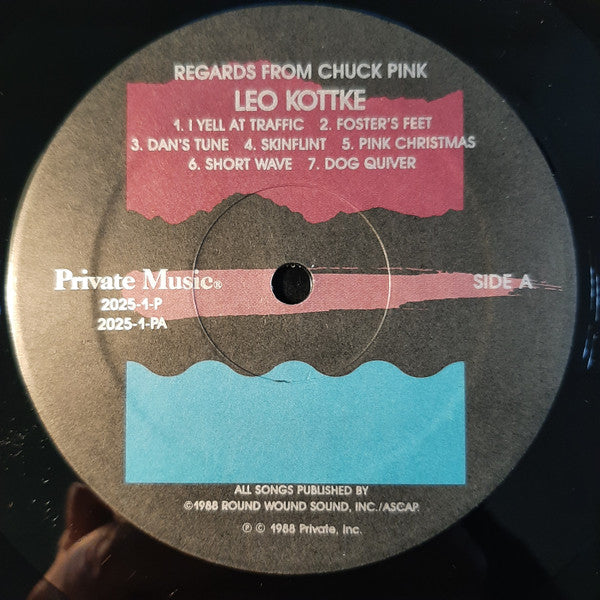 REGARDS FROM CHUCK PINK
LEO KOTTKE
1. I YELL AT TRAFFIC 2. FOSTER'S FEET
3. DAN'S TUNE 4. SKINFLINT 5. PINK CHRISTMAS
6. SHORT WAVE 7. DOG QUIVER
Private Music® SIDE A
2025-1-P
2025-1-PA
ALL SONGS PUBLISHED BY
©1988 ROUND WOUND SOUND, INC./ASCAP.
℗ © 1988 Private, Inc.